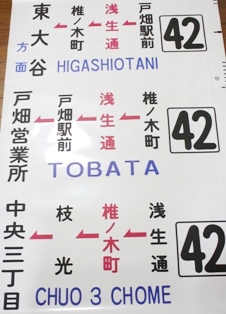 42
戸畑駅前
浅生通
椎ノ木町
東大谷
方面
HIGASHIOTANI
42
椎ノ木町
浅生通
戸畑駅前
戸畑営業所
TOBATA
42
浅生通
椎ノ木町
枝光
中央三丁目
CHUO 3 CHOME